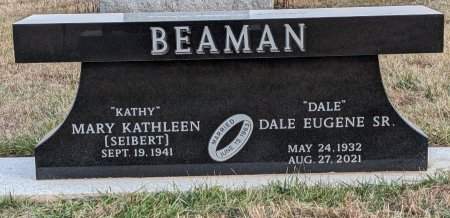 BEAMAN
"KATHY"
MARY KATHLEEN
[SEIBERT]
SEPT. 19. 1941
MARRIED
JUNE 13, 1963
"DALE"
DALE EUGENE SR.
MAY 24. 1932
AUG. 27. 2021